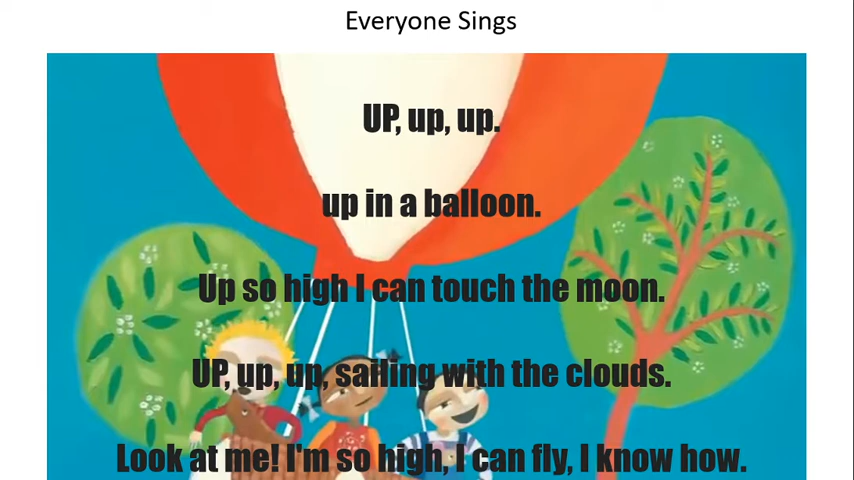 Everyone Sings
UP, up, up.
up in a balloon.
Up so high I can touch the moon.
UP, up, up, sailing with the clouds.
Look at me! I'm so high, I can fly, I know how.